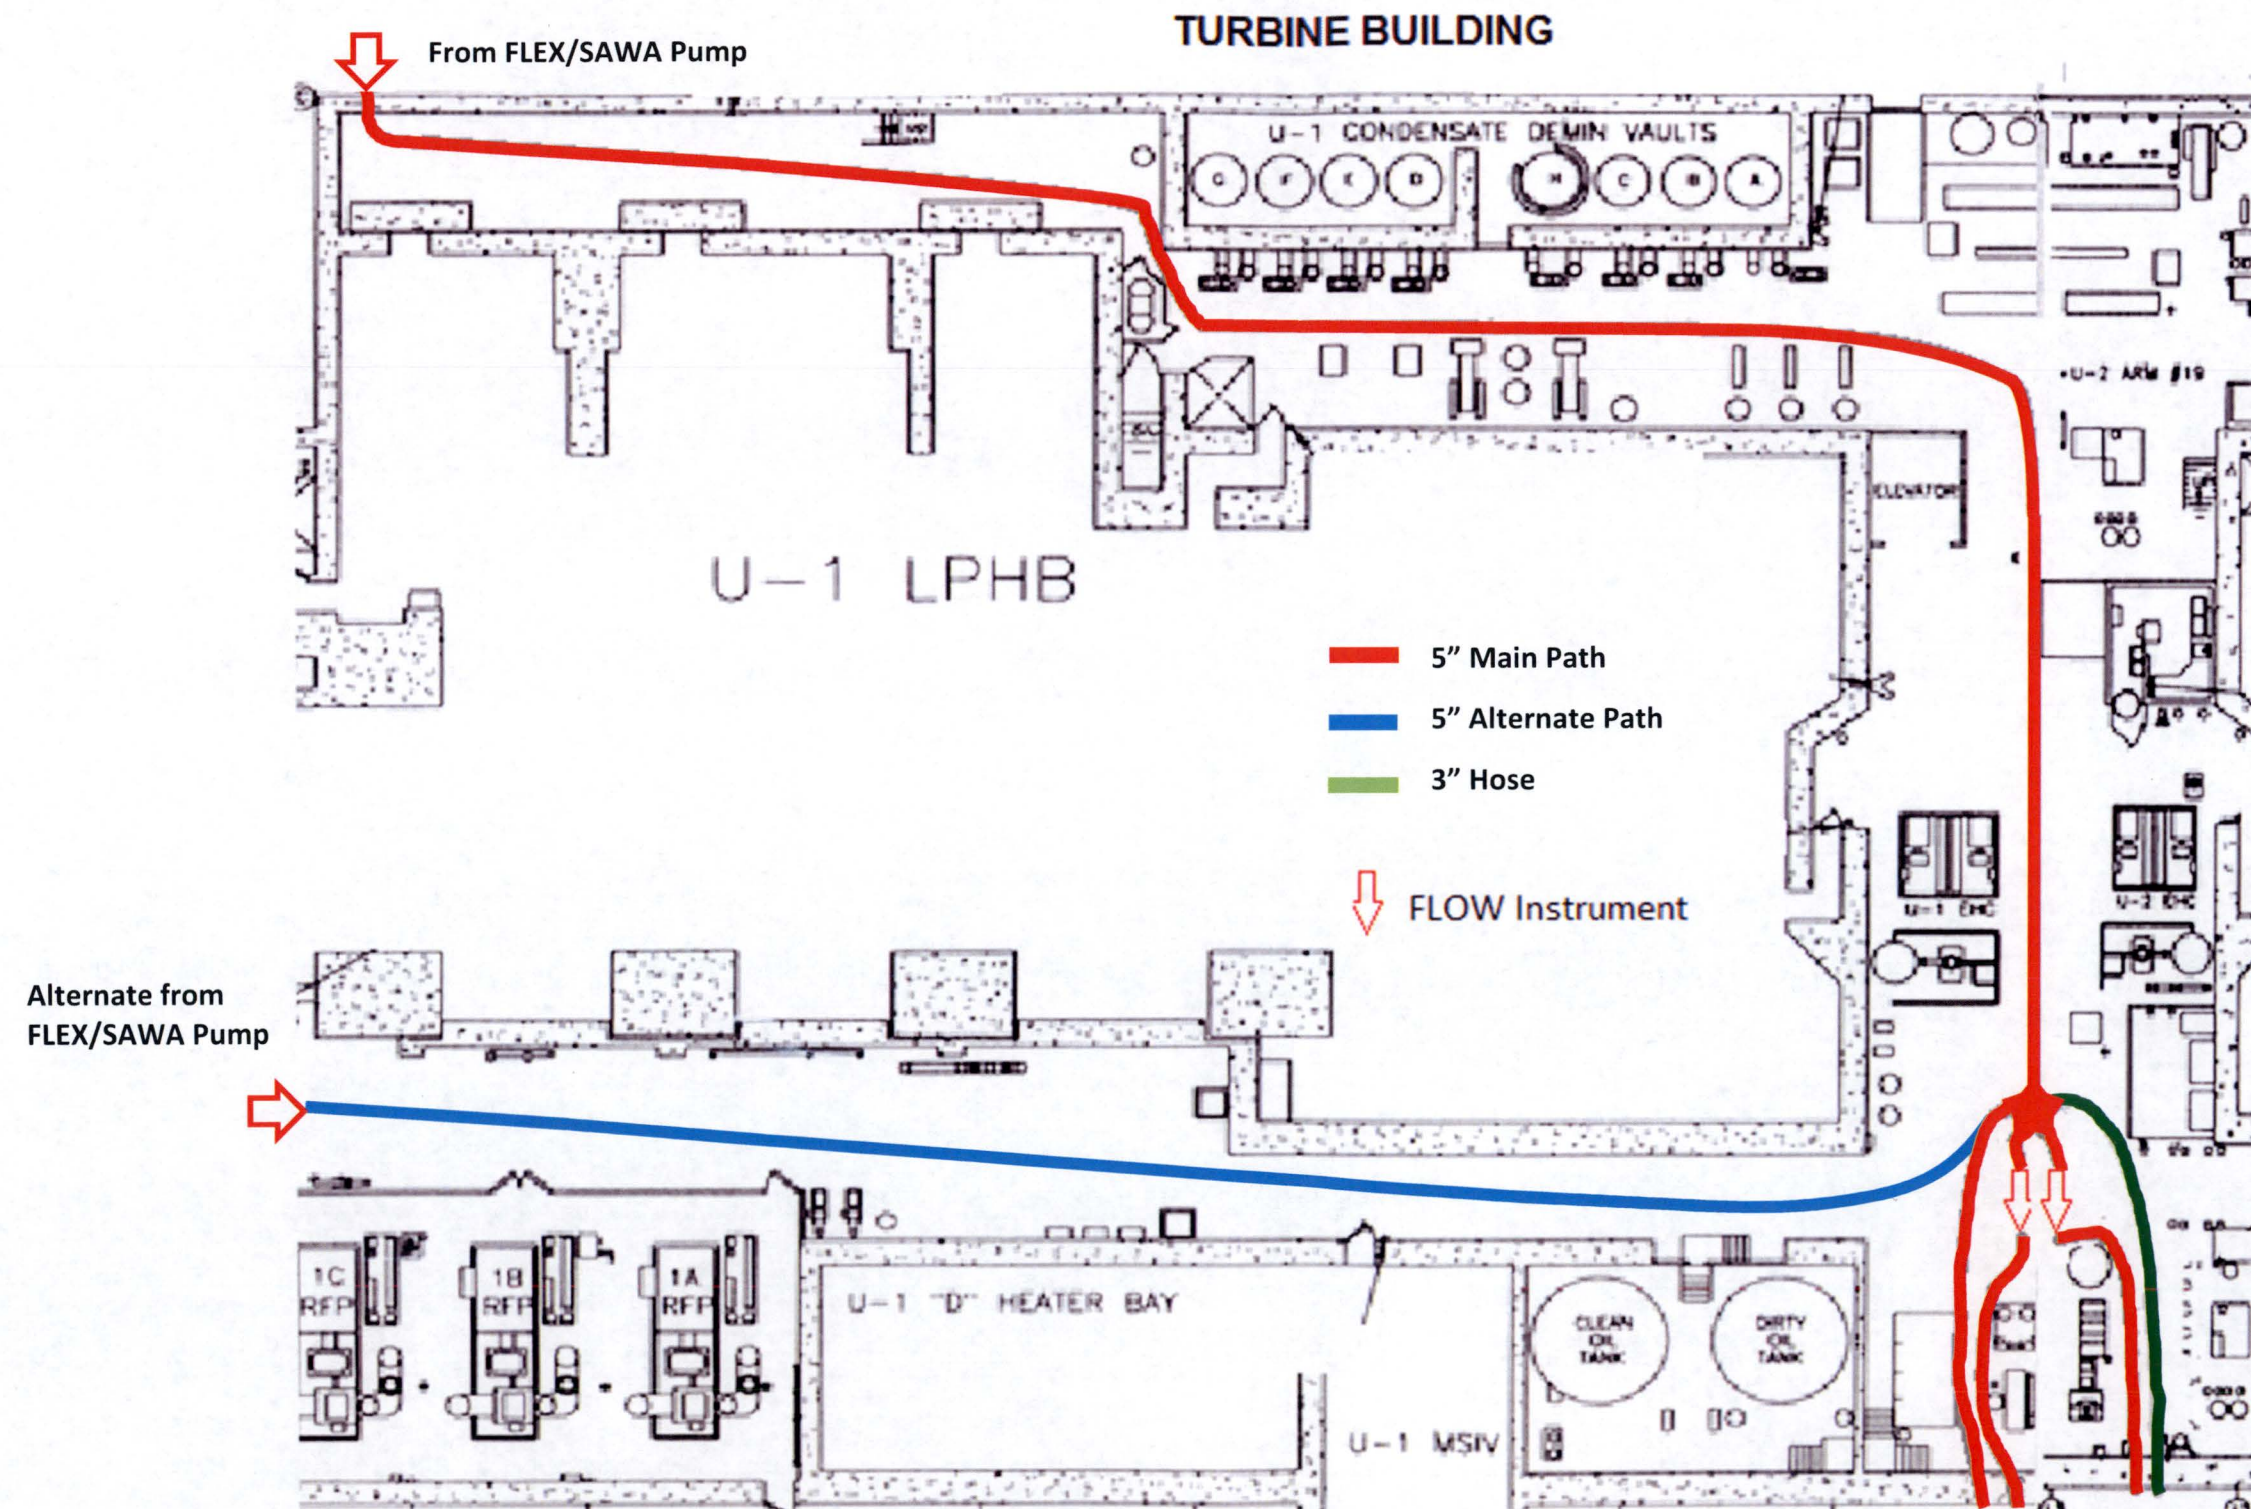 TURBINE BUILDING
From FLEX/SAWA Pump
U-1 CONDENSATE DEMIN VAULTS
G F E D H C B A
U-2 ARM #19
ELEVATOR
U-1 LPHB
5” Main Path
5” Alternate Path
3” Hose
FLOW Instrument
U-1 EHC
U-2 EHC
Alternate from
FLEX/SAWA Pump
1C
RFP
1B
RFP
1A
RFP
U-1 "D" HEATER BAY
CLEAN
OIL
TANK
DIRTY
OIL
TANK
U-1 MSIV